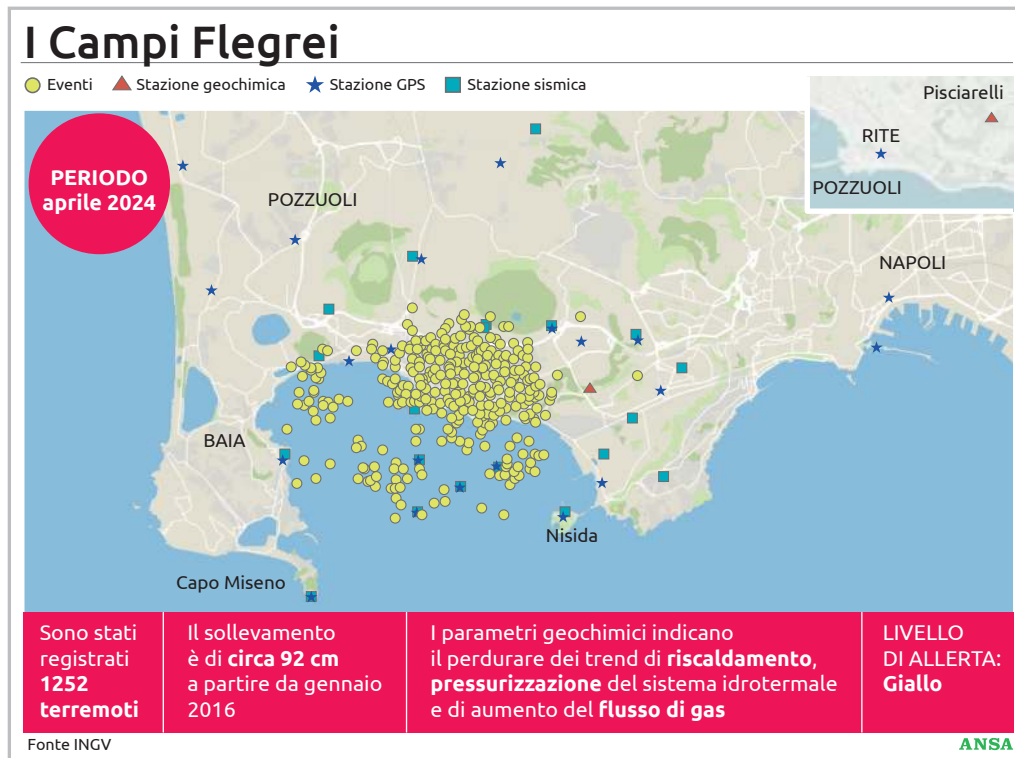 I Campi Flegrei
Eventi
Stazione geochimica
Stazione GPS
Stazione sismica
PERIODO
aprile 2024
Pisciarelli
RITE
POZZUOLI
POZZUOLI
NAPOLI
BAIA
Nisida
Capo Miseno
Sono stati
registrati
1252
terremoti
Il sollevamento
è di circa 92 cm
a partire da gennaio
2016
I parametri geochimici indicano
il perdurare dei trend di riscaldamento,
pressurizzazione del sistema idrotermale
e di aumento del flusso di gas
LIVELLO
DI ALLERTA:
Giallo
Fonte INGV
ANSA